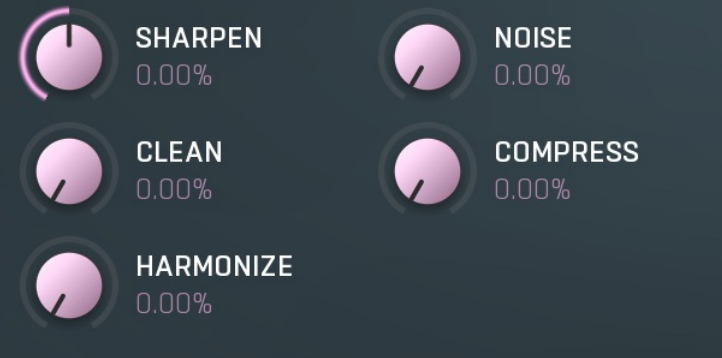 SHARPEN
0.00%
NOISE
0.00%
CLEAN
0.00%
COMPRESS
0.00%
HARMONIZE
0.00%